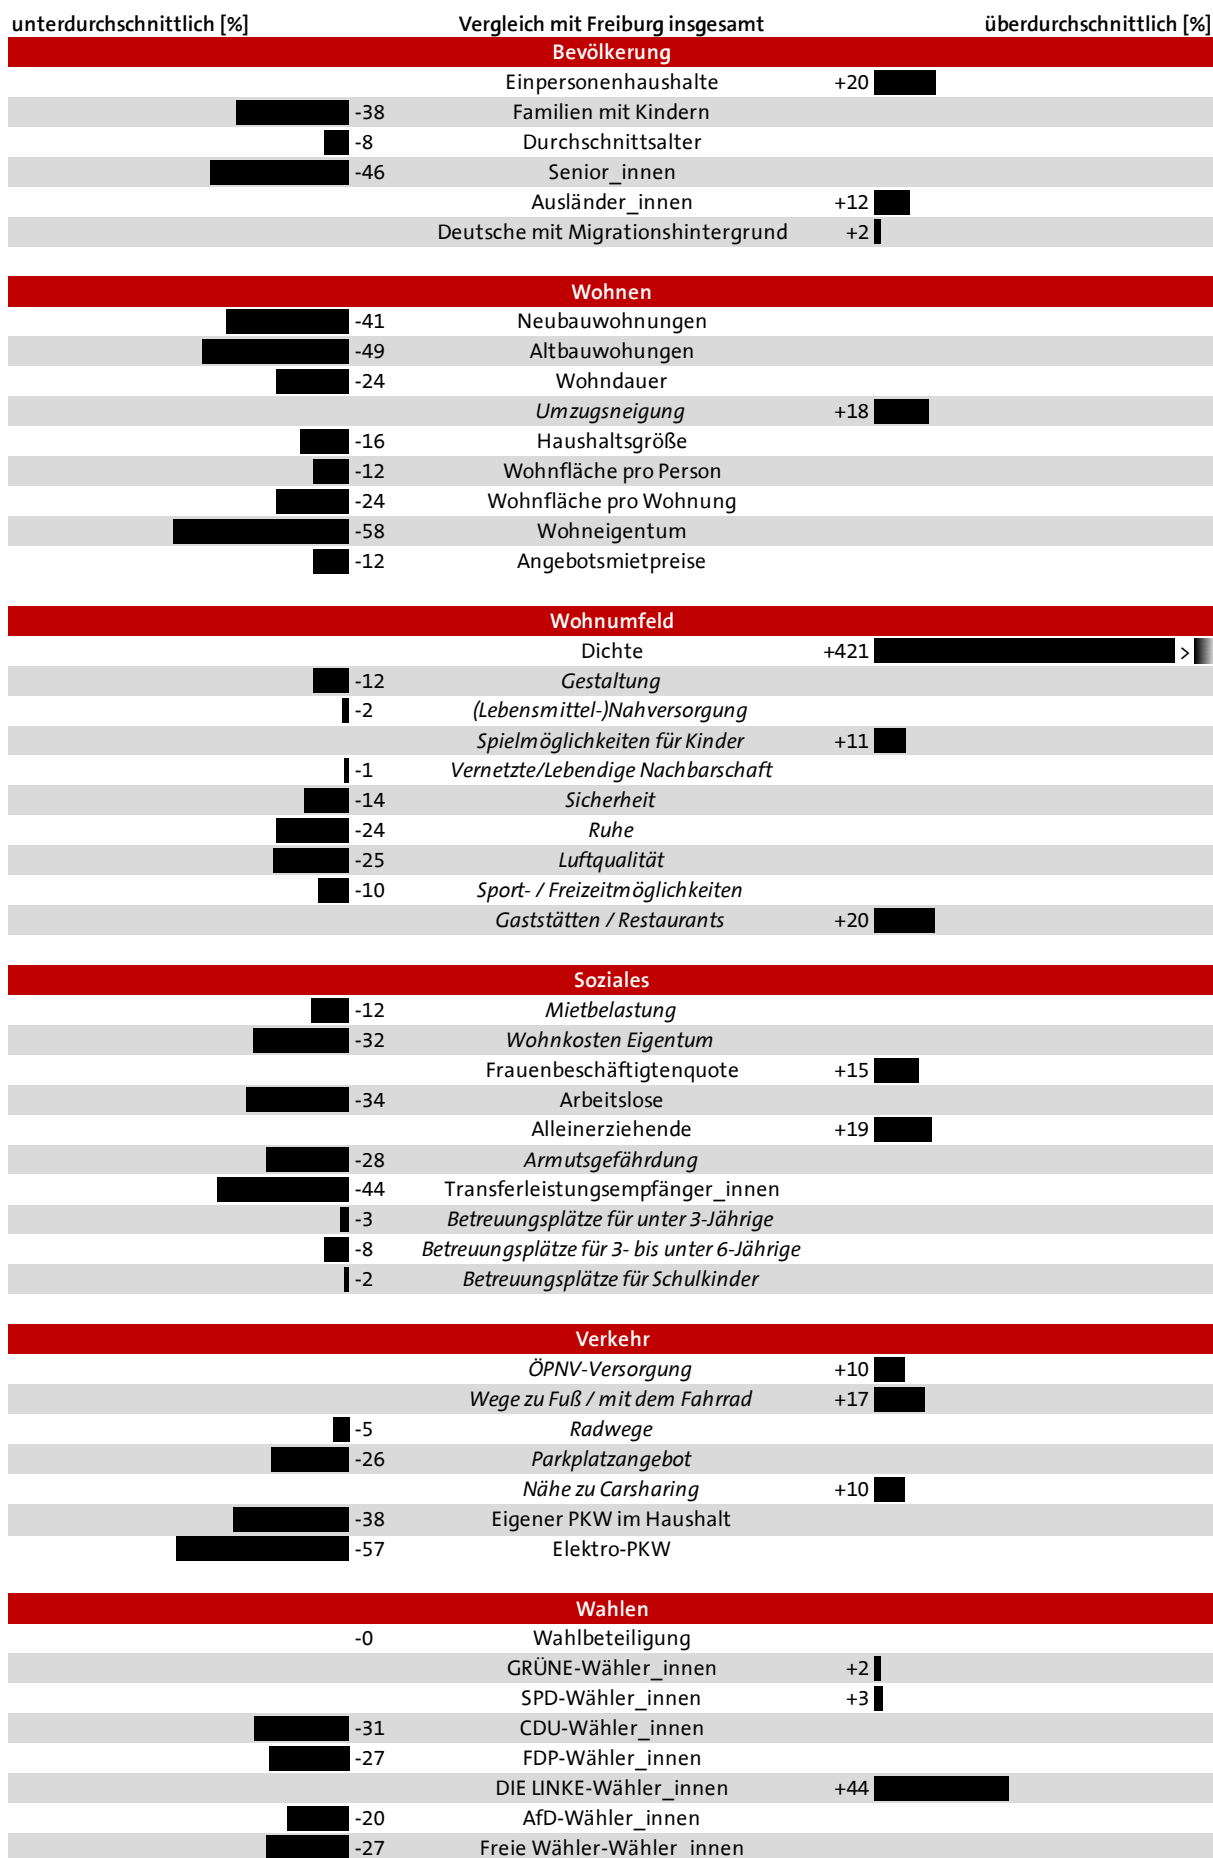 unterdurchschnittlich [%] Vergleich mit Freiburg insgesamt überdurchschnittlich [%]
Bevölkerung
Einpersonenhaushalte +20
-38 Familien mit Kindern
-8 Durchschnittsalter
-46 Senior_innen
Ausländer_innen +12
Deutsche mit Migrationshintergrund +2
Wohnen
-41 Neubauwohnungen
-49 Altbauwohungen
-24 Wohndauer
Umzugsneigung +18
-16 Haushaltsgröße
-12 Wohnfläche pro Person
-24 Wohnfläche pro Wohnung
-58 Wohneigentum
-12 Angebotsmietpreise
Wohnumfeld
Dichte +421 >
-12 Gestaltung
-2 (Lebensmittel-)Nahversorgung
Spielmöglichkeiten für Kinder +11
-1 Vernetzte/Lebendige Nachbarschaft
-14 Sicherheit
-24 Ruhe
-25 Luftqualität
-10 Sport- / Freizeitmöglichkeiten
Gaststätten / Restaurants +20
Soziales
-12 Mietbelastung
-32 Wohnkosten Eigentum
Frauenbeschäftigtenquote +15
-34 Arbeitslose
Alleinerziehende +19
-28 Armutsgefährdung
-44 Transferleistungsempfänger_innen
-3 Betreuungsplätze für unter 3-Jährige
-8 Betreuungsplätze für 3- bis unter 6-Jährige
-2 Betreuungsplätze für Schulkinder
Verkehr
ÖPNV-Versorgung +10
Wege zu Fuß / mit dem Fahrrad +17
-5 Radwege
-26 Parkplatzangebot
Nähe zu Carsharing +10
-38 Eigener PKW im Haushalt
-57 Elektro-PKW
Wahlen
-0 Wahlbeteiligung
GRÜNE-Wähler_innen +2
SPD-Wähler_innen +3
-31 CDU-Wähler_innen
-27 FDP-Wähler_innen
DIE LINKE-Wähler_innen +44
-20 AfD-Wähler_innen
-27 Freie Wähler-Wähler_innen